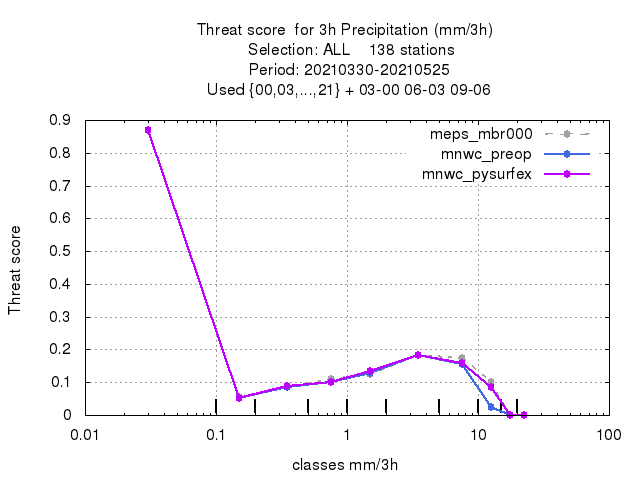 Threat score  for 3h Precipitation (mm/3h)
Selection: ALL    138 stations
Period: 20210330-20210525
Used {00,03,...,21} + 03-00 06-03 09-06
meps_mbr000
mnwc_preop
mnwc_pysurfex
0.9
0.8
0.7
0.6
0.5
0.4
0.3
0.2
0.1
0
Threat score
0.01
0.1
1
10
100
classes mm/3h